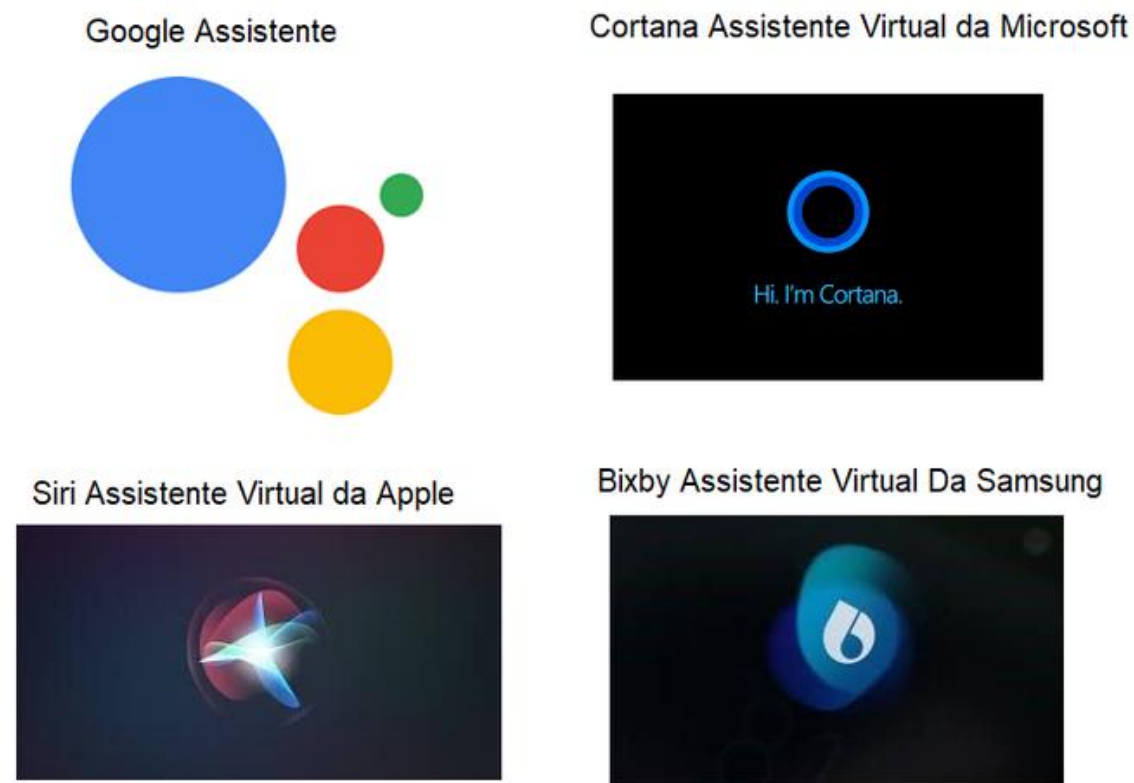 Google Assistente
Cortana Assistente Virtual da Microsoft
Hi. I'm Cortana.
Siri Assistente Virtual da Apple
Bixby Assistente Virtual Da Samsung